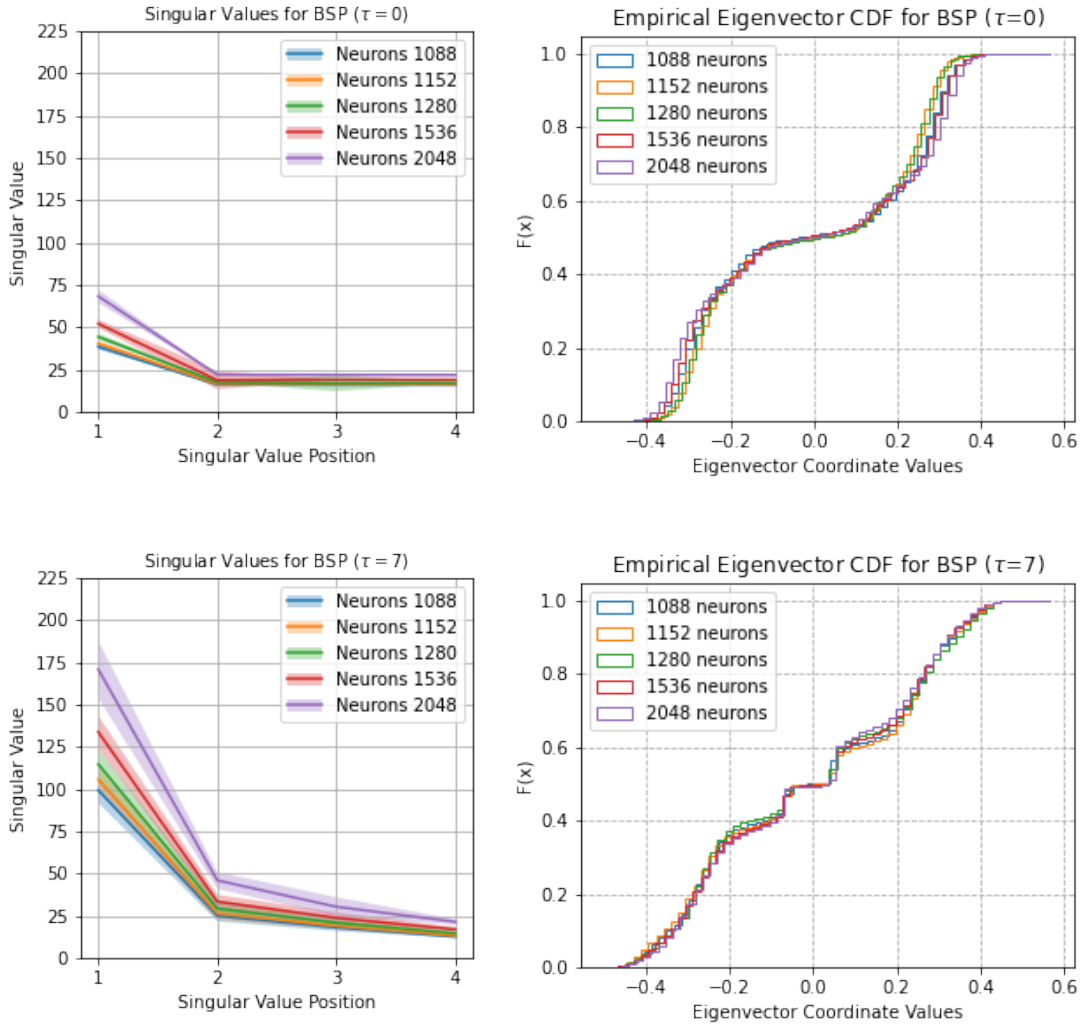 Singular Values for BSP (τ = 0)
225
200
175
150
125
100
75
50
25
0
Singular Value
Neurons 1088
Neurons 1152
Neurons 1280
Neurons 1536
Neurons 2048
1 2 3 4
Singular Value Position
Empirical Eigenvector CDF for BSP (τ=0)
1.0
0.8
0.6
0.4
0.2
0.0
F(x)
1088 neurons
1152 neurons
1280 neurons
1536 neurons
2048 neurons
−0.4 −0.2 0.0 0.2 0.4 0.6
Eigenvector Coordinate Values
Singular Values for BSP (τ = 7)
225
200
175
150
125
100
75
50
25
0
Singular Value
Neurons 1088
Neurons 1152
Neurons 1280
Neurons 1536
Neurons 2048
1 2 3 4
Singular Value Position
Empirical Eigenvector CDF for BSP (τ=7)
1.0
0.8
0.6
0.4
0.2
0.0
F(x)
1088 neurons
1152 neurons
1280 neurons
1536 neurons
2048 neurons
−0.4 −0.2 0.0 0.2 0.4 0.6
Eigenvector Coordinate Values